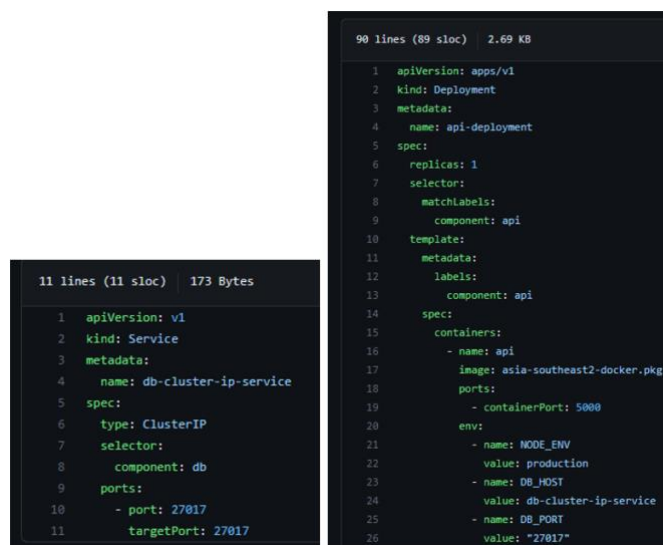 11 lines (11 sloc) 173 Bytes
1 apiVersion: v1
2 kind: Service
3 metadata:
4 name: db-cluster-ip-service
5 spec:
6 type: ClusterIP
7 selector:
8 component: db
9 ports:
10 - port: 27017
11 targetPort: 27017
90 lines (89 sloc) 2.69 KB
1 apiVersion: apps/v1
2 kind: Deployment
3 metadata:
4 name: api-deployment
5 spec:
6 replicas: 1
7 selector:
8 matchLabels:
9 component: api
10 template:
11 metadata:
12 labels:
13 component: api
14 spec:
15 containers:
16 - name: api
17 image: asia-southeast2-docker.pkg
18 ports:
19 - containerPort: 5000
20 env:
21 - name: NODE_ENV
22 value: production
23 - name: DB_HOST
24 value: db-cluster-ip-service
25 - name: DB_PORT
26 value: "27017"